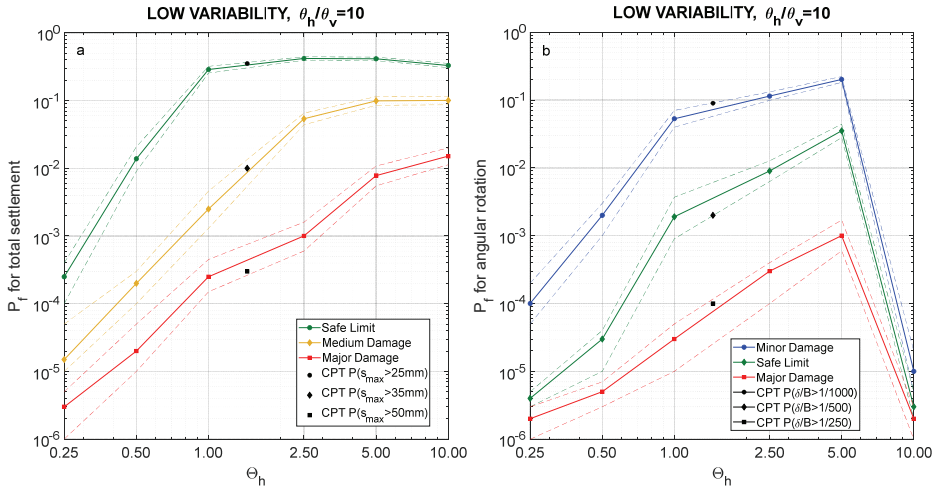 LOW VARIABILITY, θh/θv=10
a
10^0
10^-1
10^-2
10^-3
10^-4
10^-5
10^-6
Pf for total settlement
0.25 0.50 1.00 2.50 5.00 10.00
Θh
Safe Limit
Medium Damage
Major Damage
CPT P(smax>25mm)
CPT P(smax>35mm)
CPT P(smax>50mm)
LOW VARIABILITY, θh/θv=10
b
10^0
10^-1
10^-2
10^-3
10^-4
10^-5
10^-6
Pf for angular rotation
0.25 0.50 1.00 2.50 5.00 10.00
Θh
Minor Damage
Safe Limit
Major Damage
CPT P(δ/B>1/1000)
CPT P(δ/B>1/500)
CPT P(δ/B>1/250)